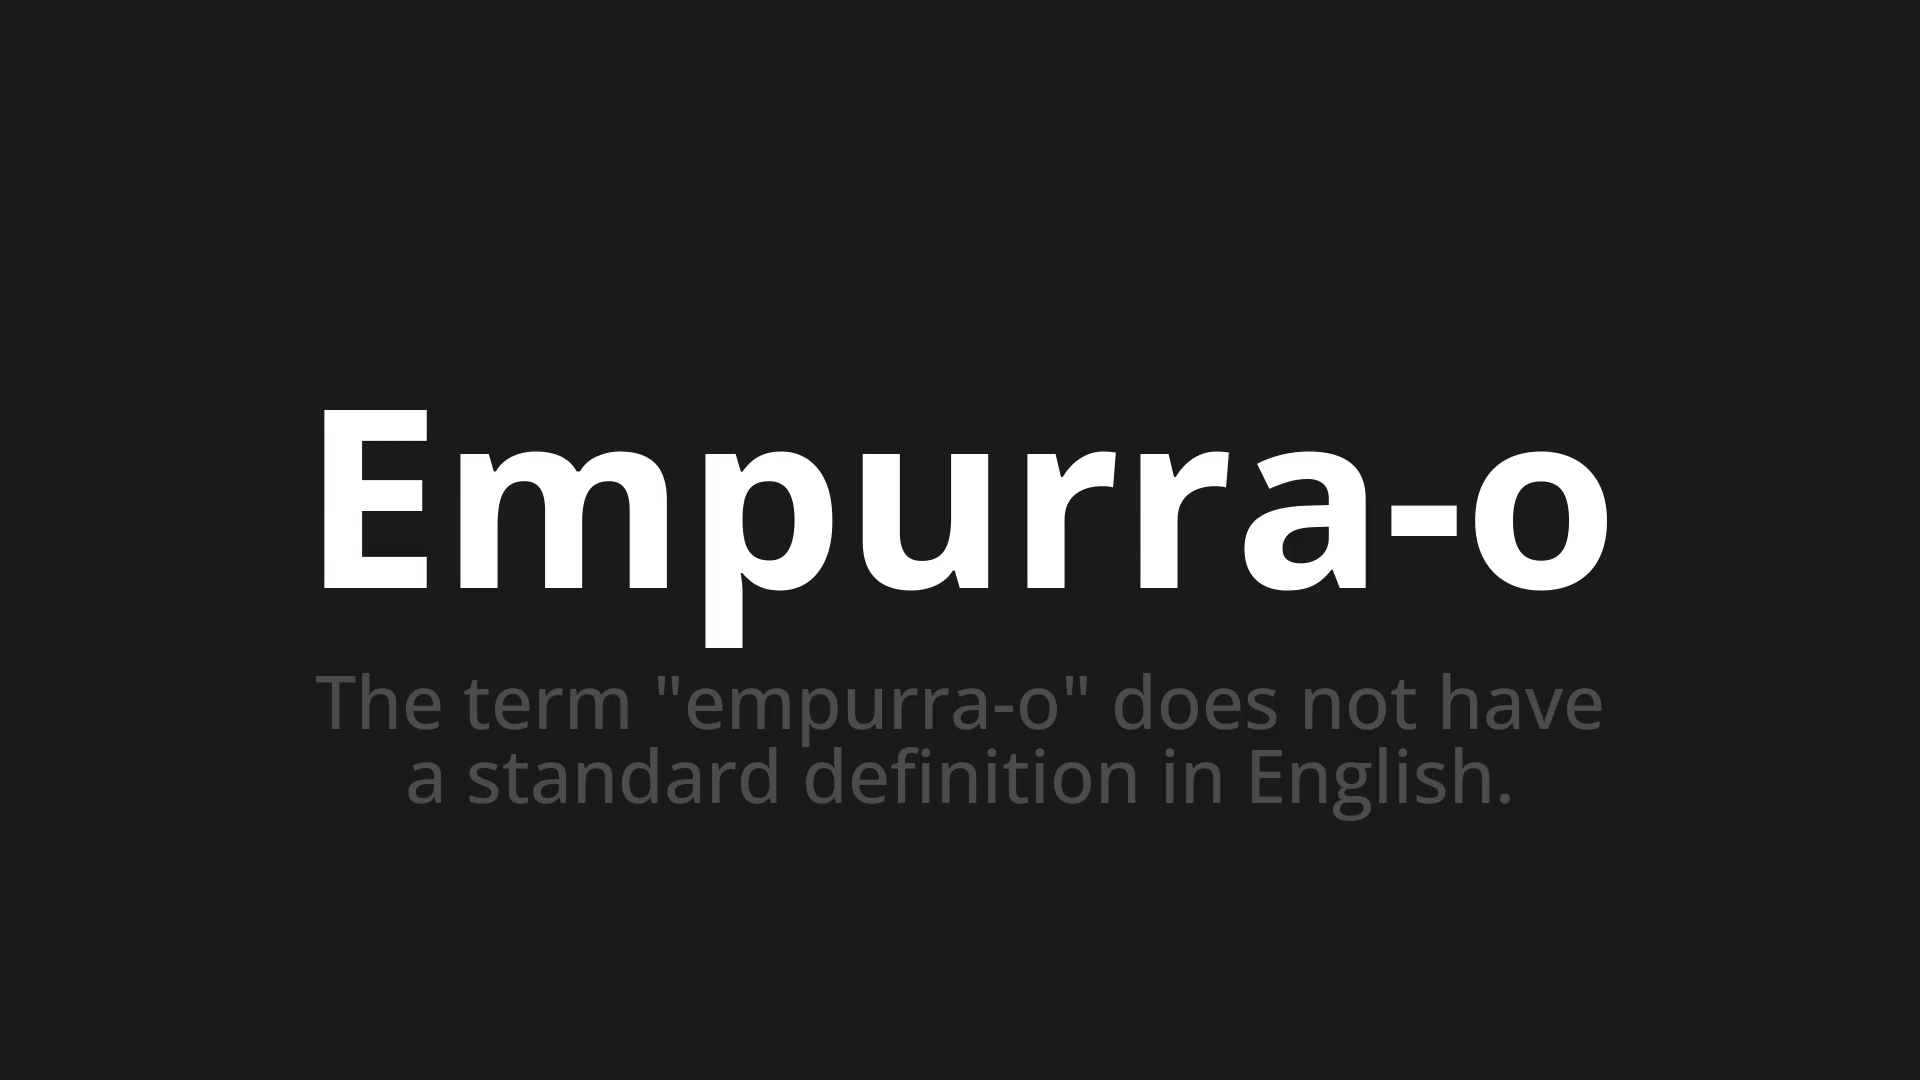 Empurra-o
The term "empurra-o" does not have
a standard definition in English.